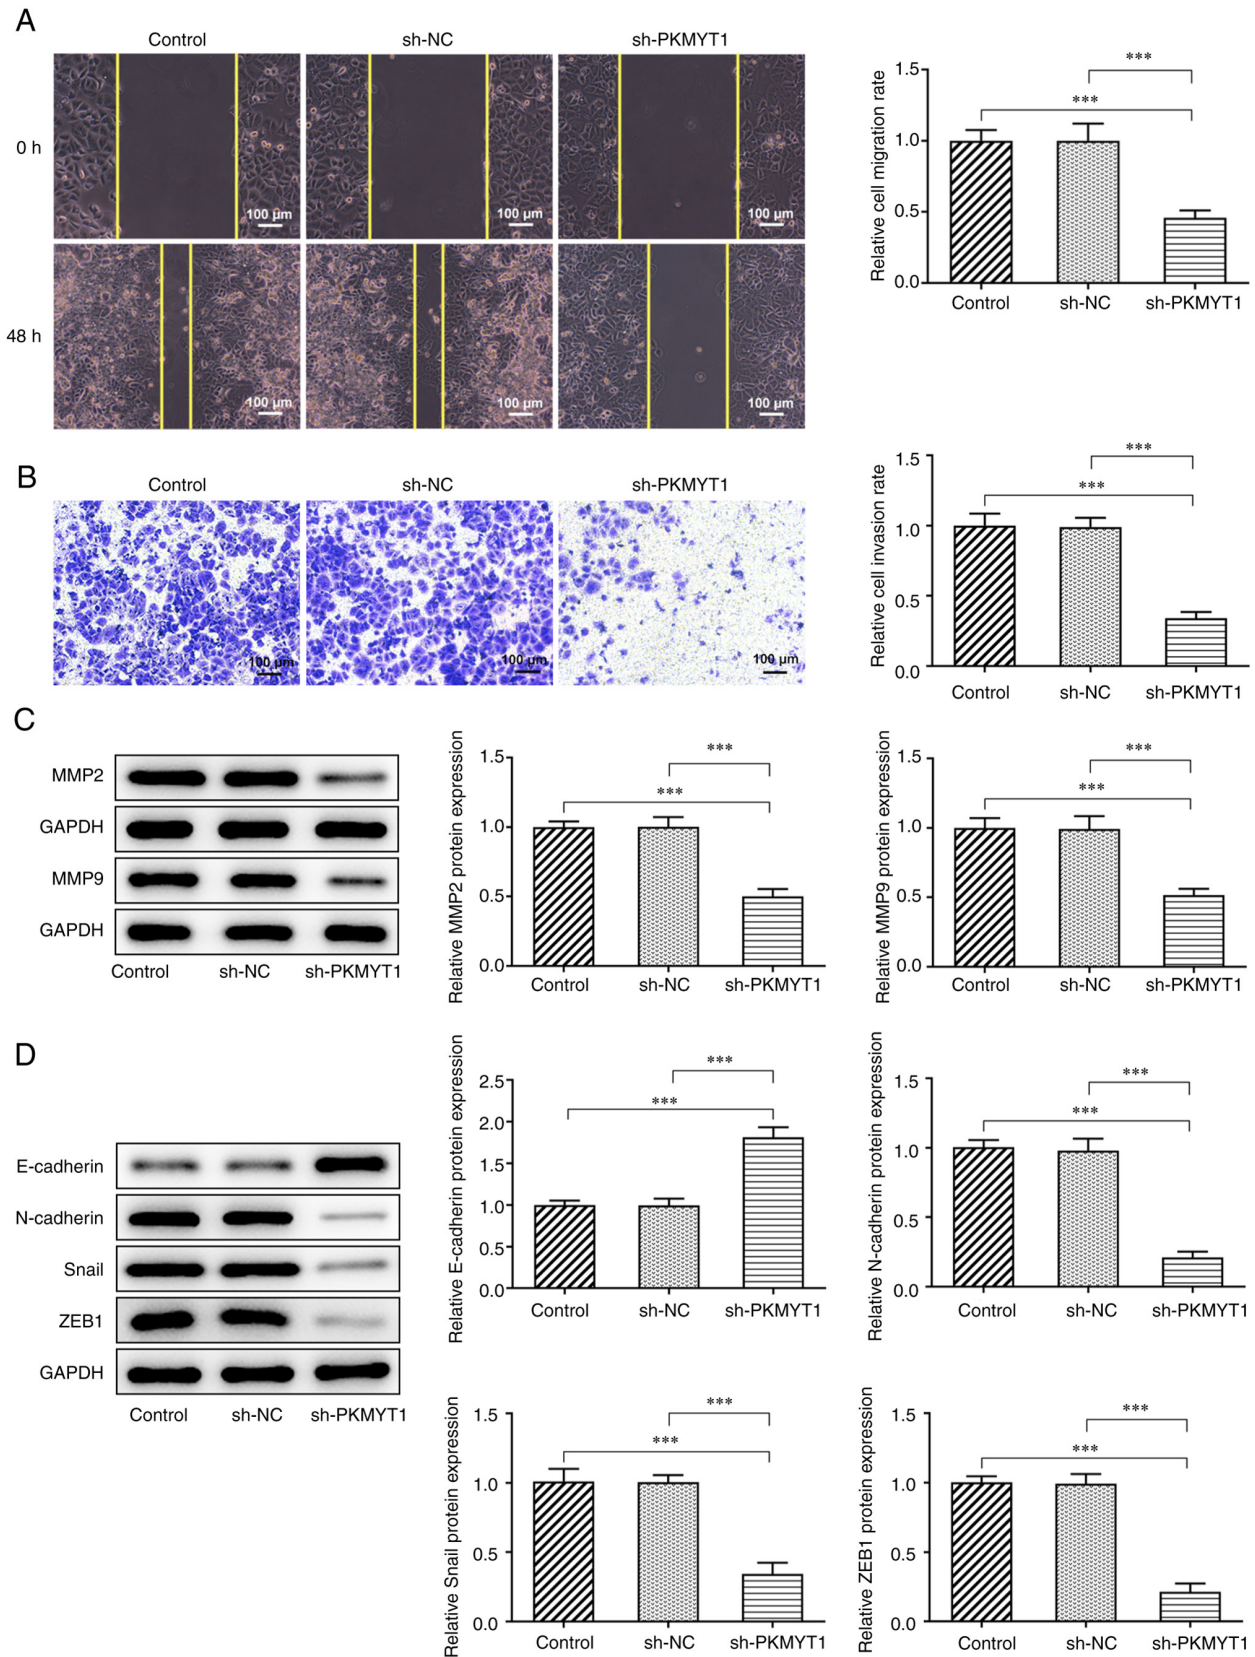 A
Control
sh-NC
sh-PKMYT1
0 h
100 µm
100 µm
100 µm
48 h
100 µm
100 µm
100 µm
Relative cell migration rate
1.5
1.0
0.5
0.0
***
***
Control
sh-NC
sh-PKMYT1
B
Control
sh-NC
sh-PKMYT1
100 µm
100 µm
100 µm
Relative cell invasion rate
1.5
1.0
0.5
0.0
***
***
Control
sh-NC
sh-PKMYT1
C
MMP2
GAPDH
MMP9
GAPDH
Control
sh-NC
sh-PKMYT1
Relative MMP2 protein expression
1.5
1.0
0.5
0.0
***
***
Control
sh-NC
sh-PKMYT1
Relative MMP9 protein expression
1.5
1.0
0.5
0.0
***
***
Control
sh-NC
sh-PKMYT1
D
E-cadherin
N-cadherin
Snail
ZEB1
GAPDH
Control
sh-NC
sh-PKMYT1
Relative E-cadherin protein expression
2.5
2.0
1.5
1.0
0.5
0.0
***
***
Control
sh-NC
sh-PKMYT1
Relative N-cadherin protein expression
1.5
1.0
0.5
0.0
***
***
Control
sh-NC
sh-PKMYT1
Relative Snail protein expression
1.5
1.0
0.5
0.0
***
***
Control
sh-NC
sh-PKMYT1
Relative ZEB1 protein expression
1.5
1.0
0.5
0.0
***
***
Control
sh-NC
sh-PKMYT1